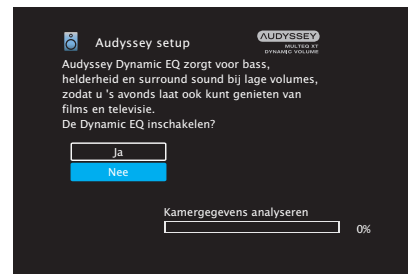 Audyssey setup
AUDYSSEY
MULTEQ XT
DYNAMIC VOLUME
Audyssey Dynamic EQ zorgt voor bass,
helderheid en surround sound bij lage volumes,
zodat u 's avonds laat ook kunt genieten van
films en televisie.
De Dynamic EQ inschakelen?
Ja
Nee
Kamergegevens analyseren
0%